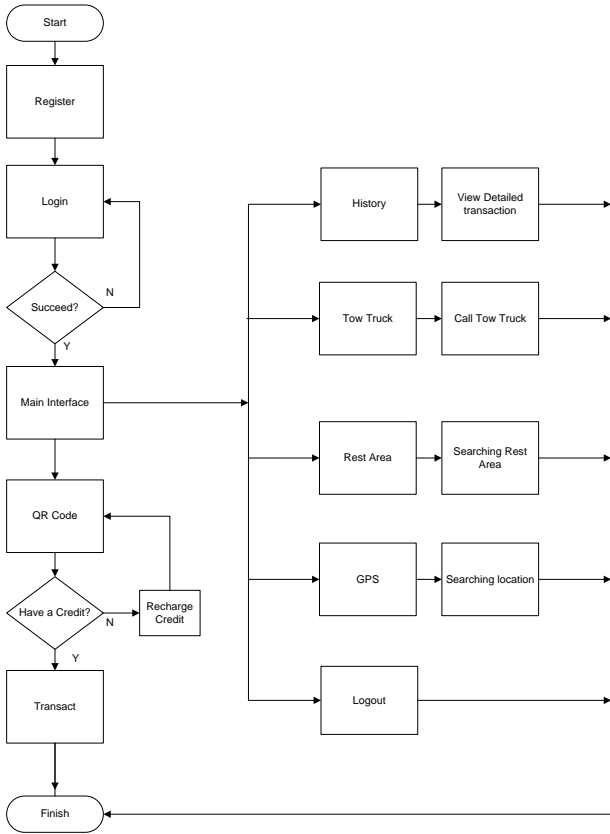 Start
Register
Login
Succeed?
N
Y
Main Interface
QR Code
Have a Credit?
N
Recharge
Credit
Y
Transact
Finish
History
View Detailed
transaction
Tow Truck
Call Tow Truck
Rest Area
Searching Rest
Area
GPS
Searching location
Logout